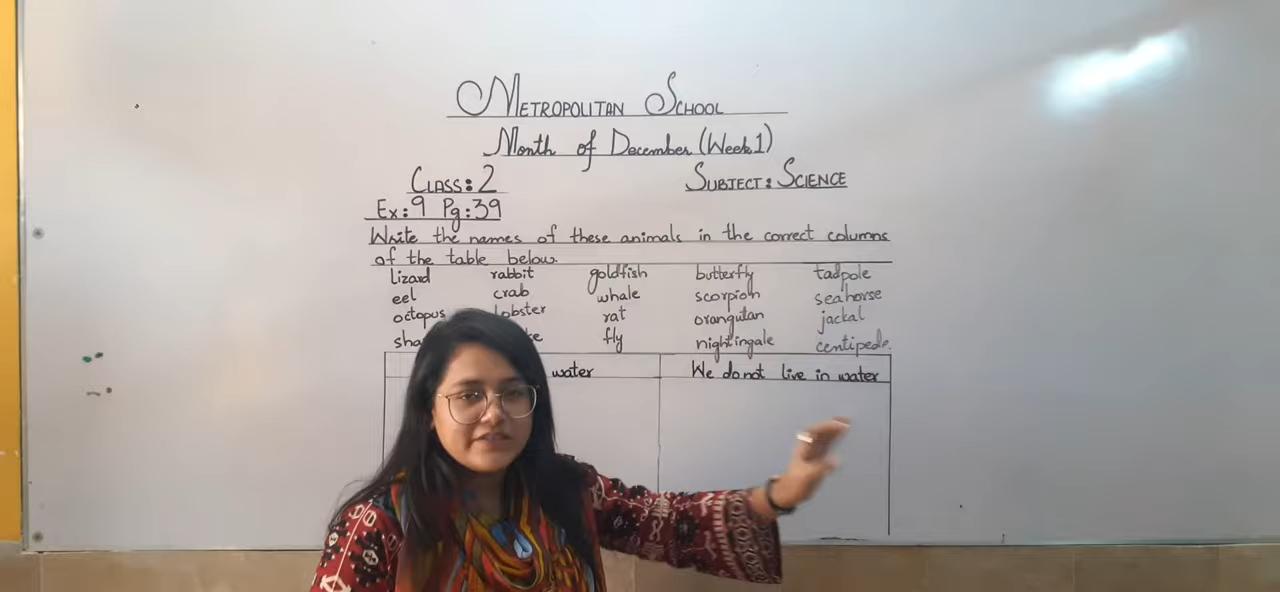 METROPOLITAN SCHOOL
Month of December (Week 1)
CLASS: 2 SUBJECT: SCIENCE
Ex: 9 Pg: 39
Write the names of these animals in the correct columns
of the table below.
lizard rabbit goldfish butterfly tadpole
eel crab whale scorpion seahorse
octopus lobster rat orangutan jackal
fly nightingale centipede.
water We do not live in water